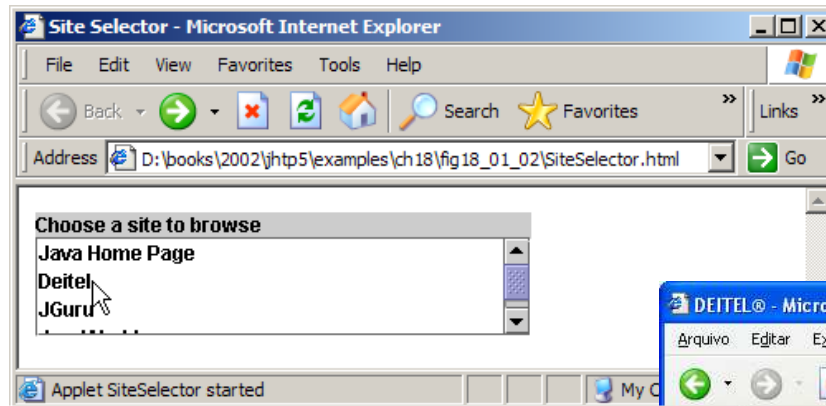 Site Selector - Microsoft Internet Explorer
File Edit View Favorites Tools Help
Back Search Favorites » Links »
Address D:\books\2002\jhtp5\examples\ch18\fig18_01_02\SiteSelector.html Go
Choose a site to browse
Java Home Page
Deitel
JGuru
DEITEL® - Micro
Arquivo Editar
Applet SiteSelector started My